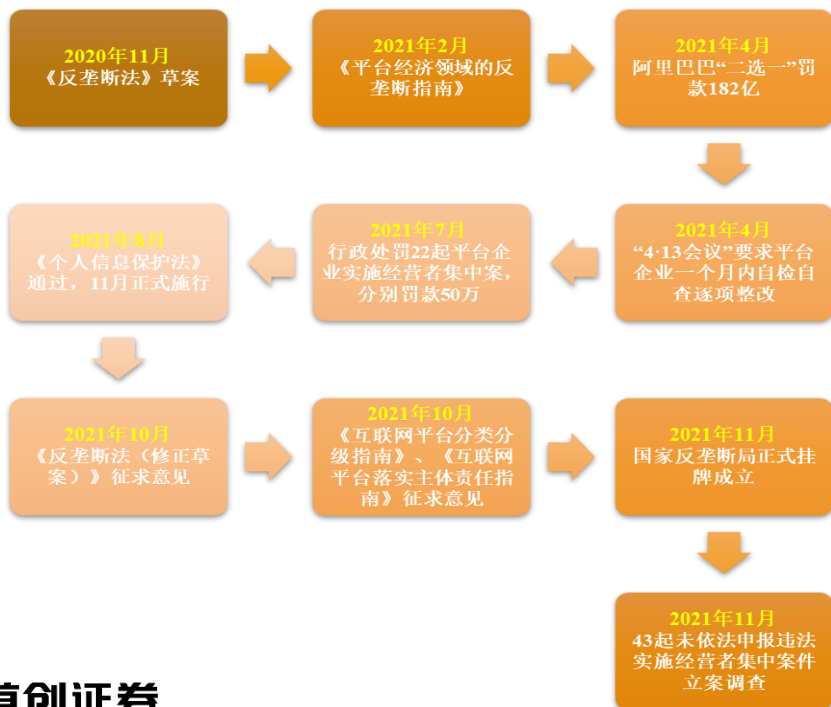 2020年11月
《反垄断法》草案
2021年2月
《平台经济领域的反
垄断指南》
2021年4月
阿里巴巴“二选一”罚
款182亿
2021年4月
“4·13会议”要求平台
企业一个月内自检自
查逐项整改
2021年7月
行政处罚22起平台企
业实施经营者集中案，
分别罚款50万
2021年8月
《个人信息保护法》
通过，11月正式施行
2021年10月
《反垄断法（修正草
案）》征求意见
2021年10月
《互联网平台分类分
级指南》、《互联网
平台落实主体责任指
南》征求意见
2021年11月
国家反垄断局正式挂
牌成立
2021年11月
43起未依法申报违法
实施经营者集中案件
立案调查
首创证券